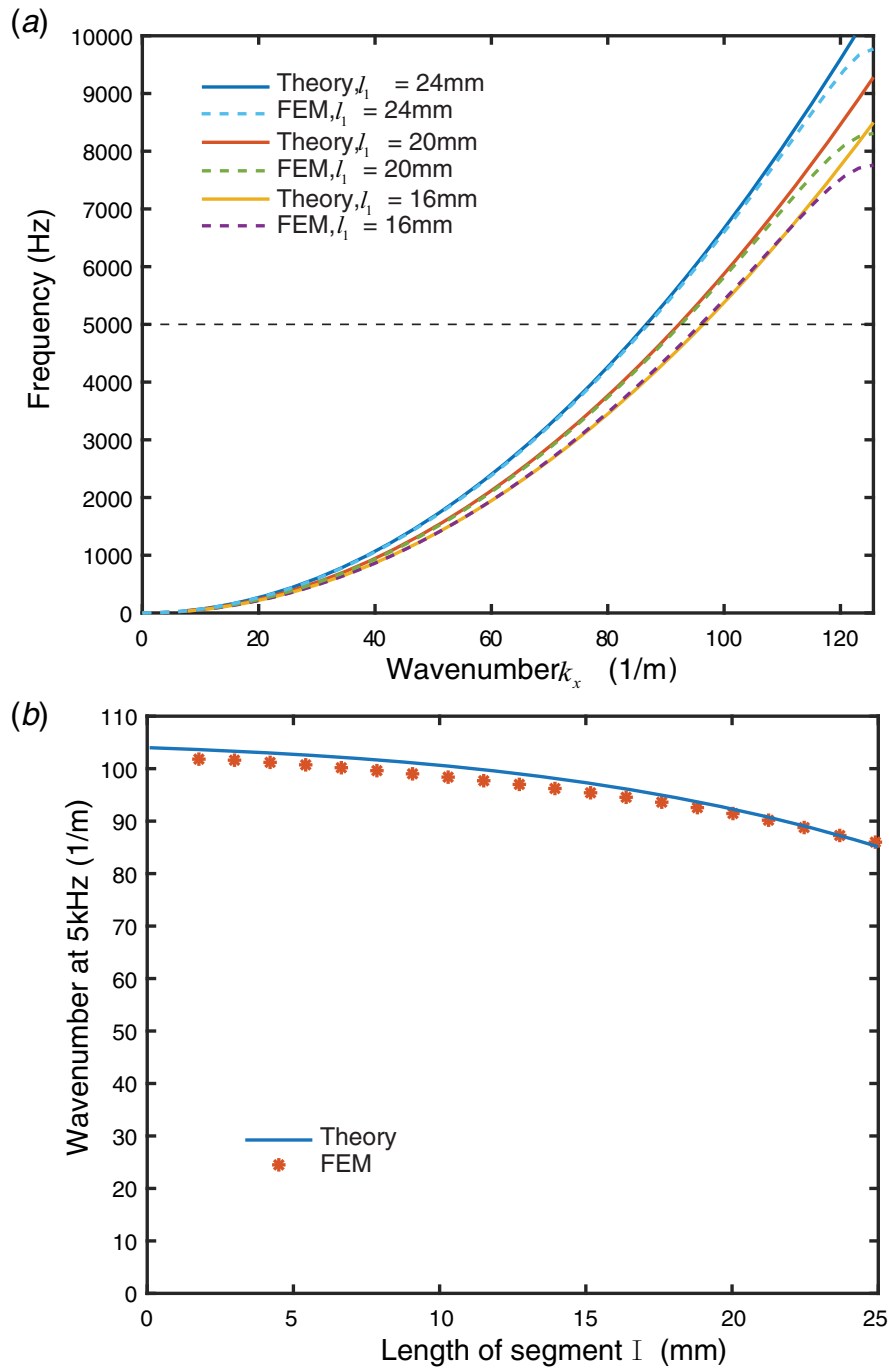 (a)
10000
9000
8000
7000
6000
5000
4000
3000
2000
1000
0
Frequency (Hz)
Theory,l₁ = 24mm
FEM,l₁ = 24mm
Theory,l₁ = 20mm
FEM,l₁ = 20mm
Theory,l₁ = 16mm
FEM,l₁ = 16mm
0 20 40 60 80 100 120
Wavenumber kₓ (1/m)
(b)
110
100
90
80
70
60
50
40
30
20
10
0
Wavenumber at 5kHz (1/m)
Theory
FEM
0 5 10 15 20 25
Length of segment I (mm)